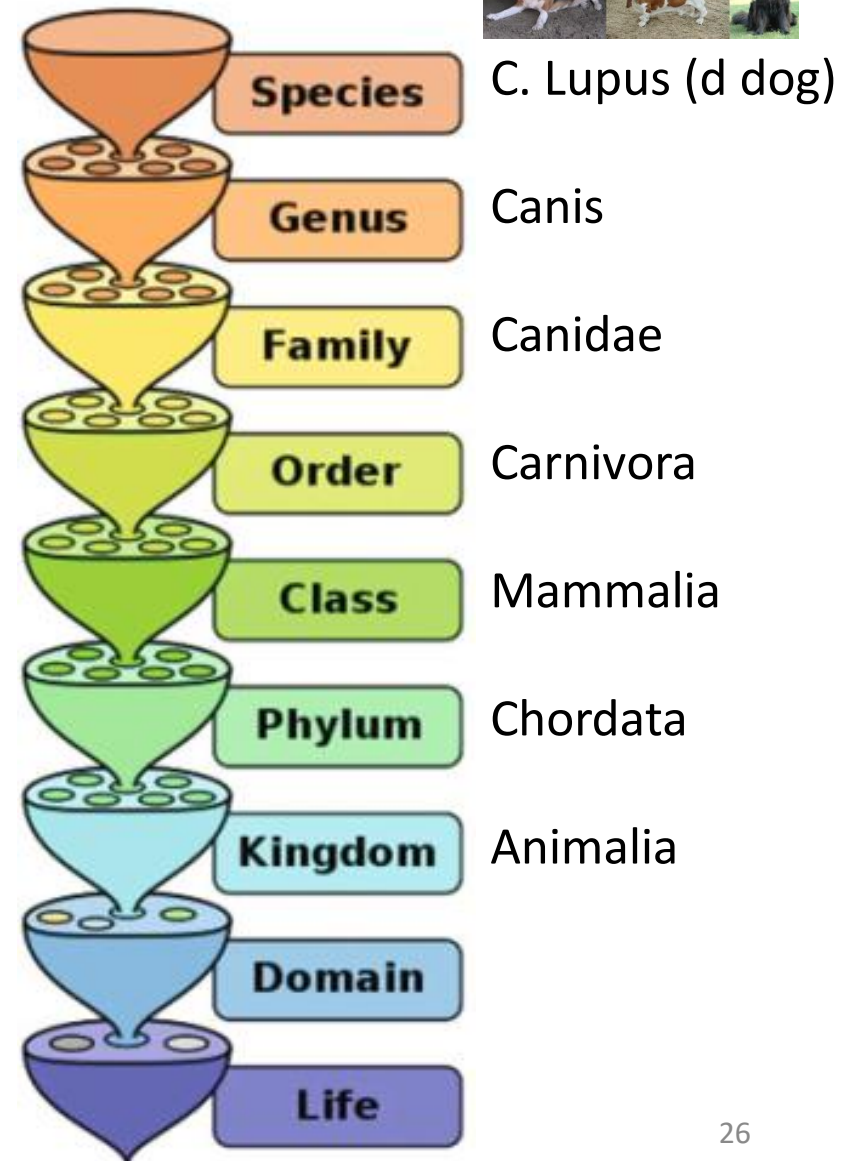 Species C. Lupus (d dog)
Genus Canis
Family Canidae
Order Carnivora
Class Mammalia
Phylum Chordata
Kingdom Animalia
Domain
Life
26